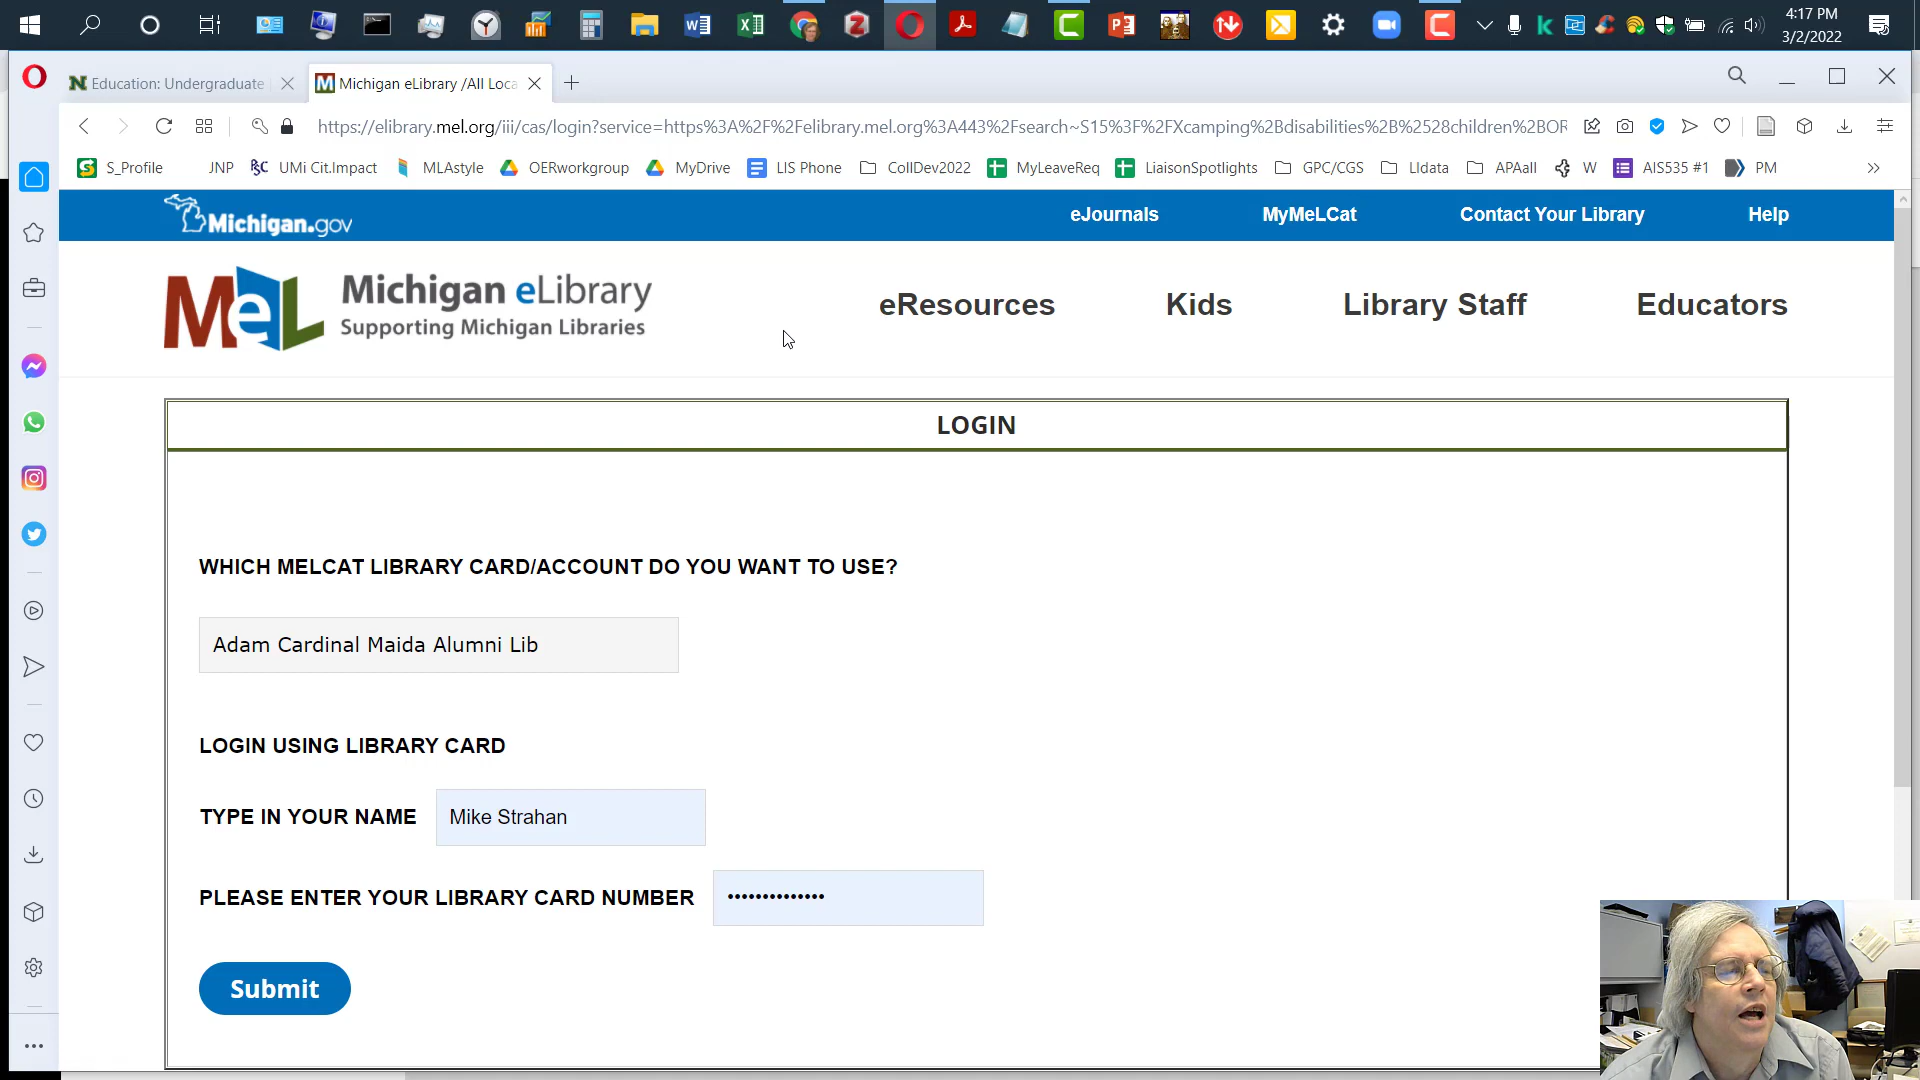 4:17 PM
3/2/2022
Education: Undergraduate
Michigan eLibrary /All Loca
https://elibrary.mel.org/iii/cas/login?service=https%3A%2F%2Felibrary.mel.org%3A443%2Fsearch~S15%3F%2FXcamping%2Bdisabilities%2B%2528children%2BOR
S_Profile JNP UMi Cit.Impact MLAstyle OERworkgroup MyDrive LIS Phone CollDev2022 MyLeaveReq LiaisonSpotlights GPC/CGS LIdata APAall W AIS535 #1 PM
Michigan.gov eJournals MyMeLCat Contact Your Library Help
MeL Michigan eLibrary
Supporting Michigan Libraries
eResources Kids Library Staff Educators
LOGIN
WHICH MELCAT LIBRARY CARD/ACCOUNT DO YOU WANT TO USE?
Adam Cardinal Maida Alumni Lib
LOGIN USING LIBRARY CARD
TYPE IN YOUR NAME Mike Strahan
PLEASE ENTER YOUR LIBRARY CARD NUMBER ••••••••••••••
Submit